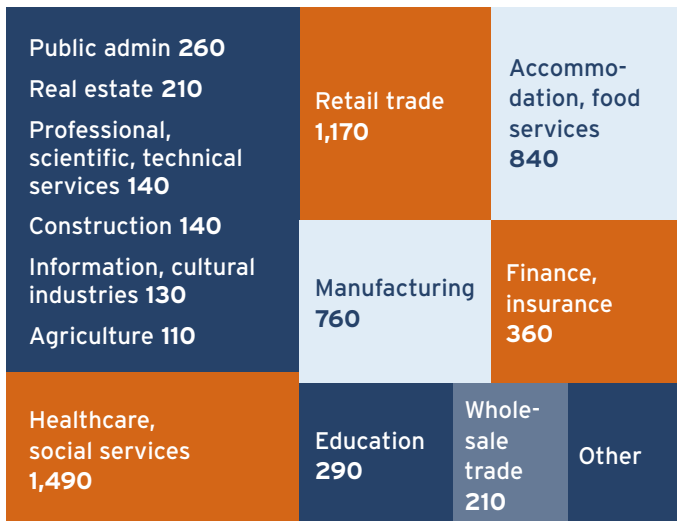 Public admin 260
Real estate 210
Professional,
scientific, technical
services 140
Construction 140
Information, cultural
industries 130
Agriculture 110
Healthcare,
social services
1,490
Retail trade
1,170
Accommo-
dation, food
services
840
Manufacturing
760
Finance,
insurance
360
Education
290
Whole-
sale
trade
210
Other